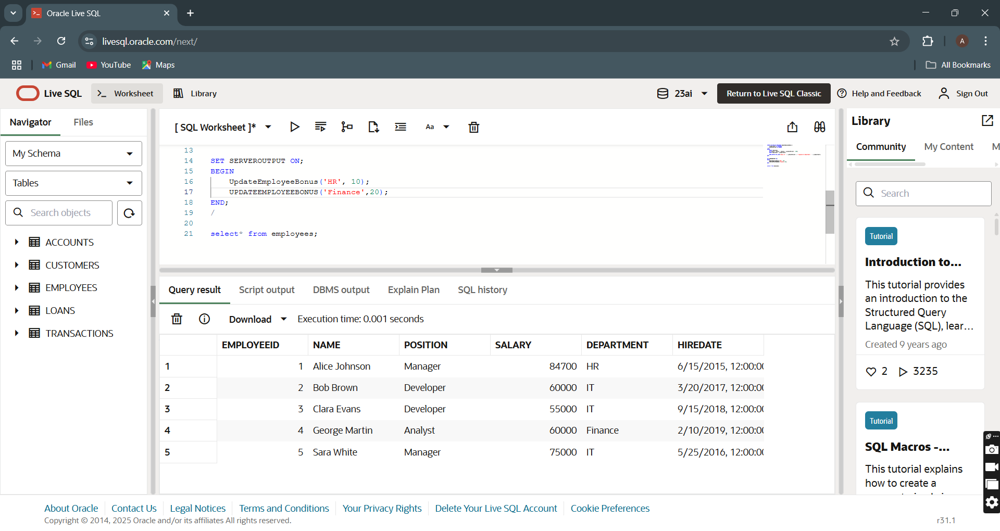 Oracle Live SQL
livesql.oracle.com/next/
A
Gmail
YouTube
Maps
All Bookmarks
Live SQL
Worksheet
Library
23ai
Return to Live SQL Classic
Help and Feedback
Sign Out
Navigator
Files
My Schema
Tables
Search objects
ACCOUNTS
CUSTOMERS
EMPLOYEES
LOANS
TRANSACTIONS
[ SQL Worksheet ]*
Aa
13
14 SET SERVEROUTPUT ON;
15 BEGIN
16 UpdateEmployeeBonus('HR', 10);
17 UPDATEEMPLOYEEBONUS('Finance',20);
18 END;
19 /
20
21 select* from employees;
Query result
Script output
DBMS output
Explain Plan
SQL history
Download
Execution time: 0.001 seconds
EMPLOYEEID NAME POSITION SALARY DEPARTMENT HIREDATE
1 1 Alice Johnson Manager 84700 HR 6/15/2015, 12:00:00
2 2 Bob Brown Developer 60000 IT 3/20/2017, 12:00:00
3 3 Clara Evans Developer 55000 IT 9/15/2018, 12:00:00
4 4 George Martin Analyst 60000 Finance 2/10/2019, 12:00:00
5 5 Sara White Manager 75000 IT 5/25/2016, 12:00:00
Library
Community
My Content
M
Search
Tutorial
Introduction to...
This tutorial provides
an introduction to the
Structured Query
Language (SQL), lear...
Created 9 years ago
2
3235
Tutorial
SQL Macros -...
This tutorial explains
how to create a
About Oracle
Contact Us
Legal Notices
Terms and Conditions
Your Privacy Rights
Delete Your Live SQL Account
Cookie Preferences
Copyright © 2014, 2025 Oracle and/or its affiliates All rights reserved.
r31.1